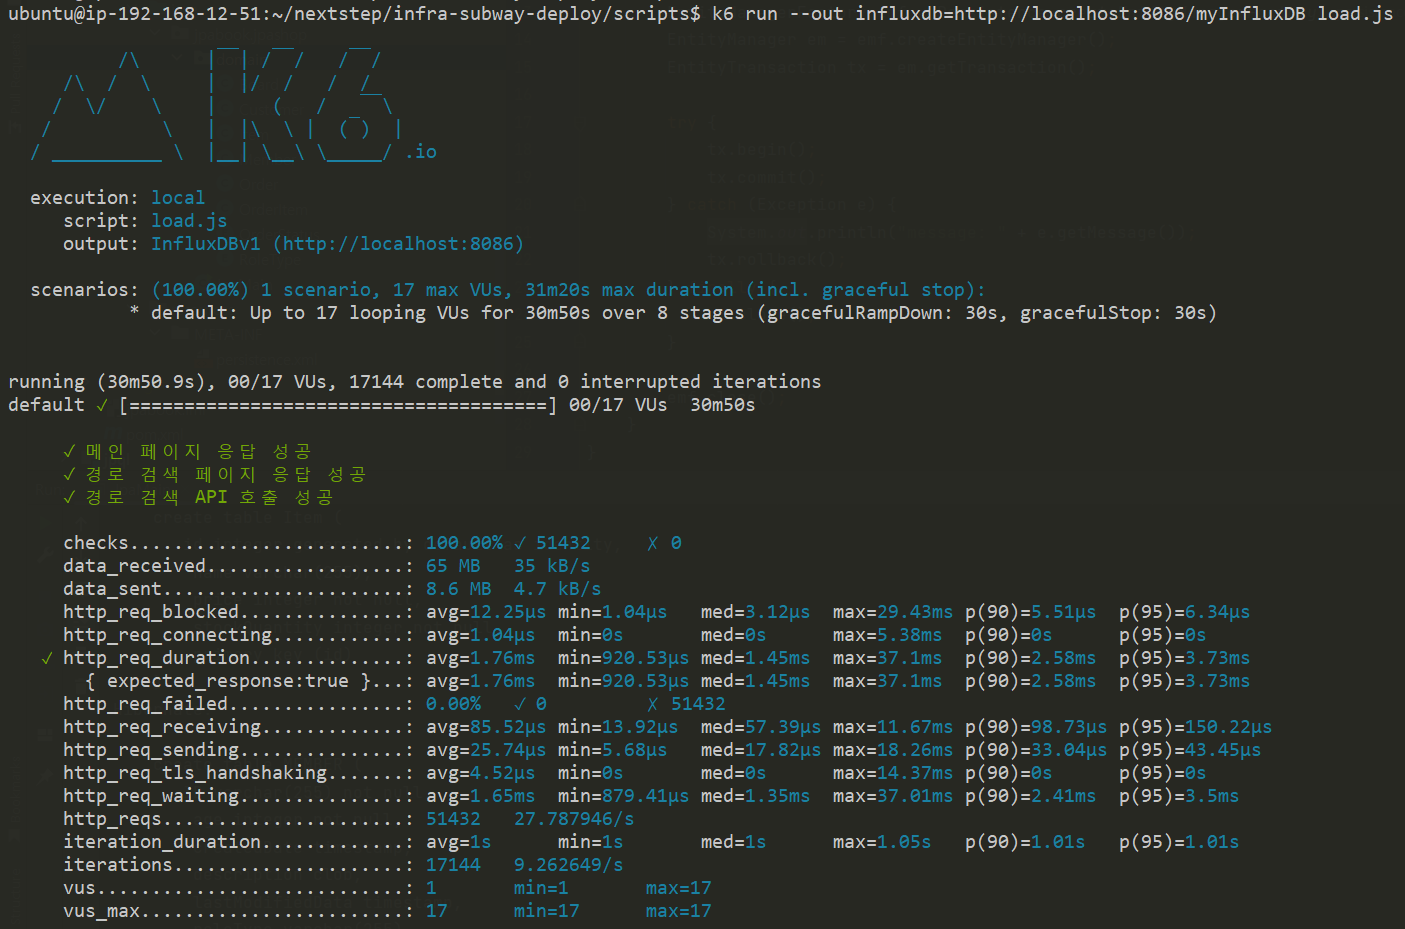 ubuntu@ip-192-168-12-51:~/nextstep/infra-subway-deploy/scripts$ k6 run --out influxdb=http://localhost:8086/myInfluxDB load.js
K6 .io
execution: local
script: load.js
output: InfluxDBv1 (http://localhost:8086)
scenarios: (100.00%) 1 scenario, 17 max VUs, 31m20s max duration (incl. graceful stop):
* default: Up to 17 looping VUs for 30m50s over 8 stages (gracefulRampDown: 30s, gracefulStop: 30s)
running (30m50.9s), 00/17 VUs, 17144 complete and 0 interrupted iterations
default ✓ [======================================] 00/17 VUs  30m50s
✓ 메인 페이지 응답 성공
✓ 경로 검색 페이지 응답 성공
✓ 경로 검색 API 호출 성공
checks.........................: 100.00% ✓ 51432     ✗ 0
data_received..................: 65 MB   35 kB/s
data_sent......................: 8.6 MB  4.7 kB/s
http_req_blocked...............: avg=12.25µs min=1.04µs   med=3.12µs  max=29.43ms p(90)=5.51µs  p(95)=6.34µs
http_req_connecting............: avg=1.04µs  min=0s       med=0s      max=5.38ms  p(90)=0s      p(95)=0s
✓ http_req_duration..............: avg=1.76ms  min=920.53µs med=1.45ms  max=37.1ms  p(90)=2.58ms  p(95)=3.73ms
{ expected_response:true }...: avg=1.76ms  min=920.53µs med=1.45ms  max=37.1ms  p(90)=2.58ms  p(95)=3.73ms
http_req_failed................: 0.00%   ✓ 0         ✗ 51432
http_req_receiving.............: avg=85.52µs min=13.92µs  med=57.39µs max=11.67ms p(90)=98.73µs p(95)=150.22µs
http_req_sending...............: avg=25.74µs min=5.68µs   med=17.82µs max=18.26ms p(90)=33.04µs p(95)=43.45µs
http_req_tls_handshaking.......: avg=4.52µs  min=0s       med=0s      max=14.37ms p(90)=0s      p(95)=0s
http_req_waiting...............: avg=1.65ms  min=879.41µs med=1.35ms  max=37.01ms p(90)=2.41ms  p(95)=3.5ms
http_reqs......................: 51432   27.787946/s
iteration_duration.............: avg=1s      min=1s       med=1s      max=1.05s   p(90)=1.01s   p(95)=1.01s
iterations.....................: 17144   9.262649/s
vus............................: 1       min=1       max=17
vus_max........................: 17      min=17      max=17